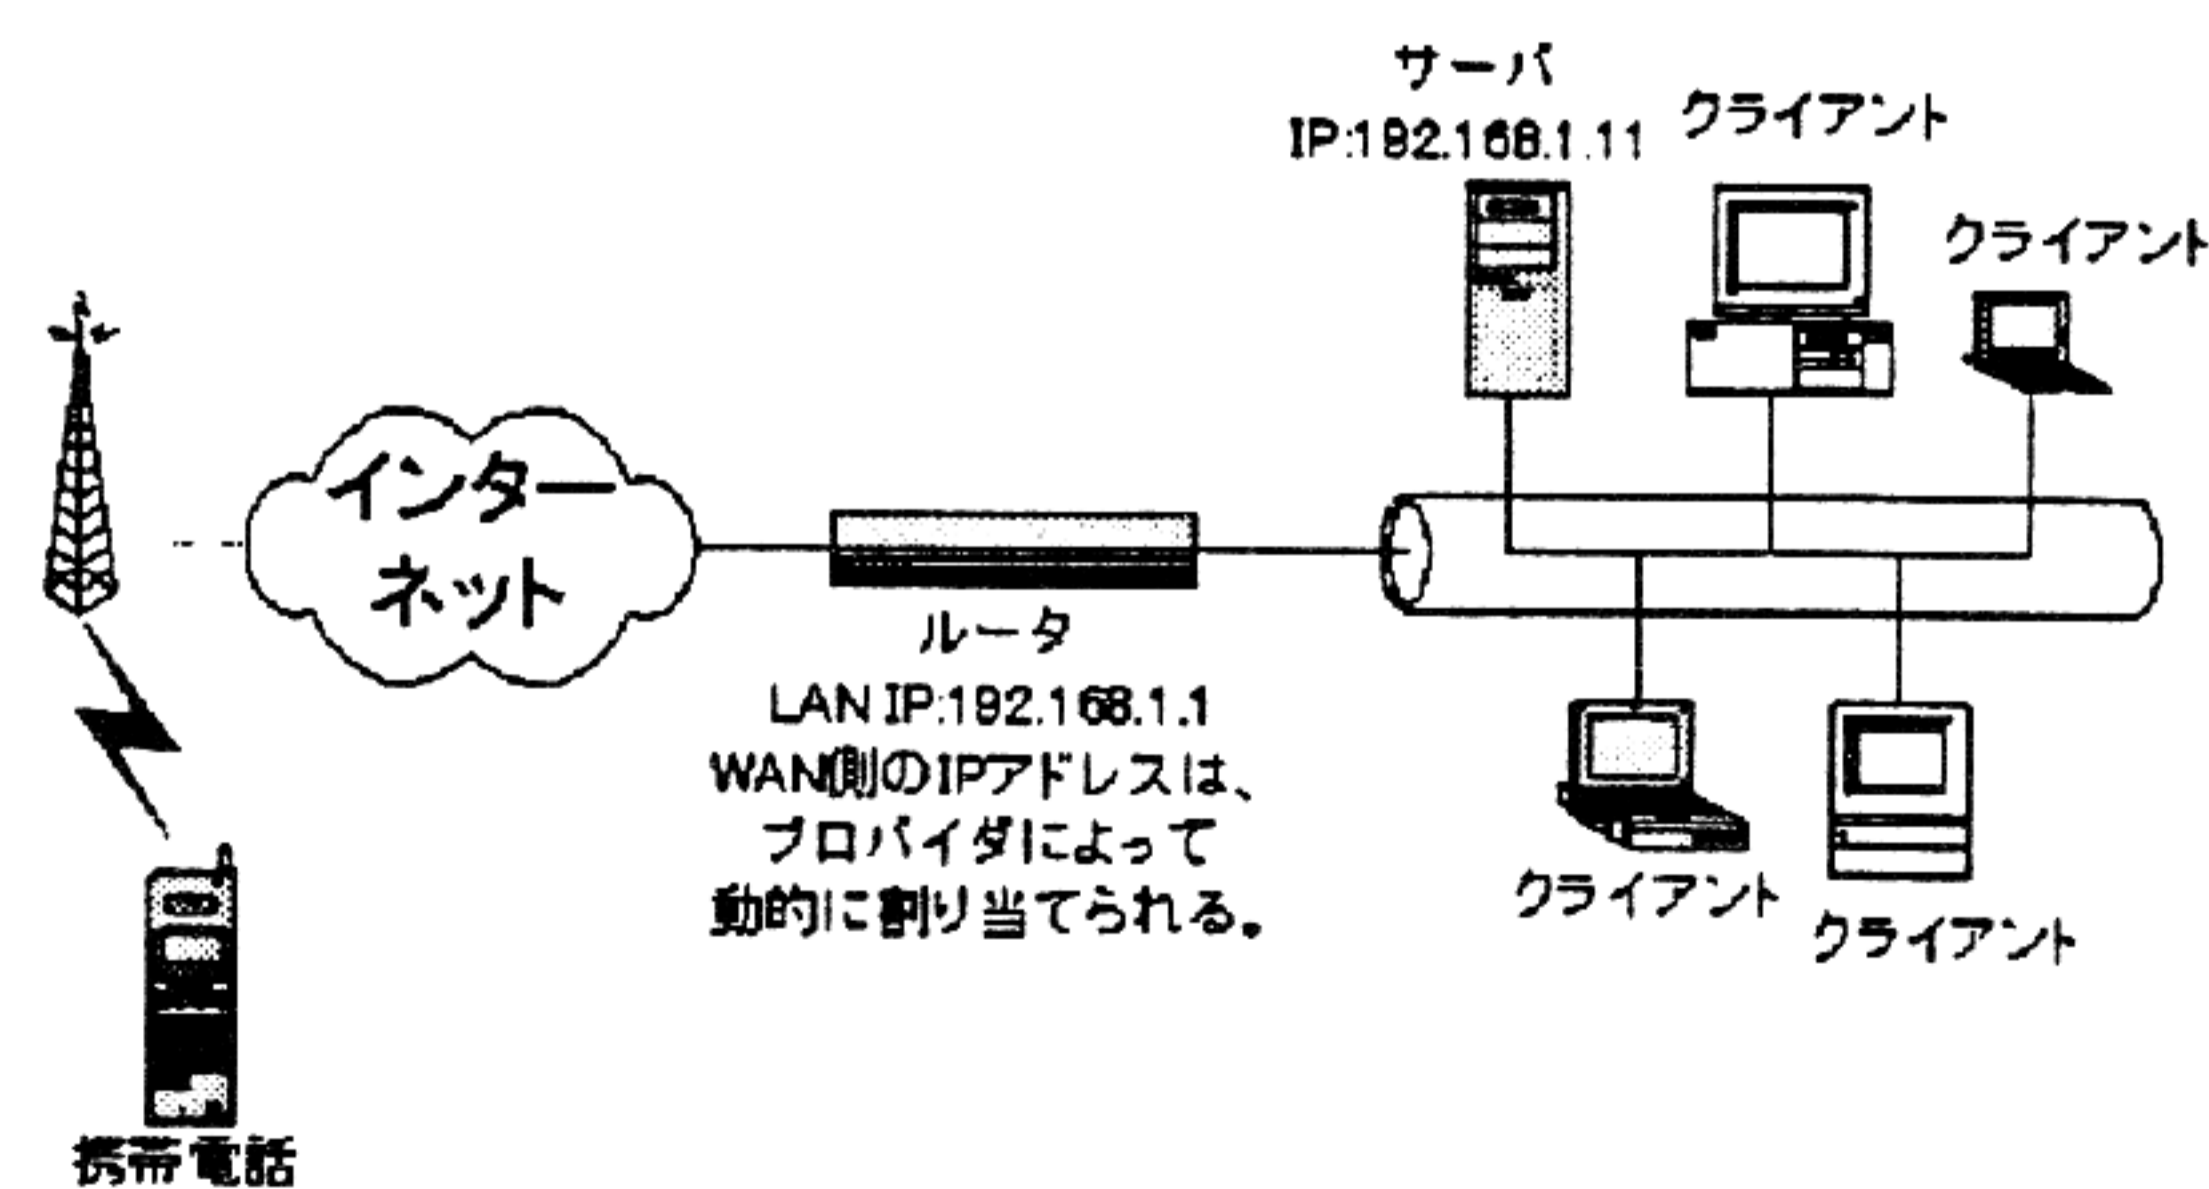 サーバ
IP:192.168.1.11
クライアント
クライアント
インター
ネット
ルータ
LAN IP:192.168.1.1
WAN側のIPアドレスは、
プロバイダによって
動的に割り当てられる。
クライアント
クライアント
携帯電話